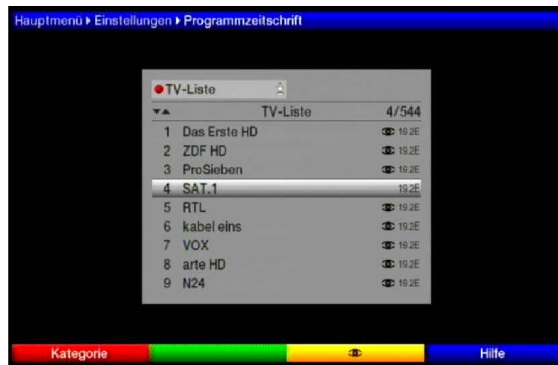 Hauptmenü Einstellungen Programmzeitschrift
TV-Liste
TV-Liste 4/544
1 Das Erste HD 19.2E
2 ZDF HD 19.2E
3 ProSieben 19.2E
4 SAT.1 19.2E
5 RTL 19.2E
6 kabel eins 19.2E
7 VOX 19.2E
8 arte HD 19.2E
9 N24 19.2E
Kategorie Hilfe